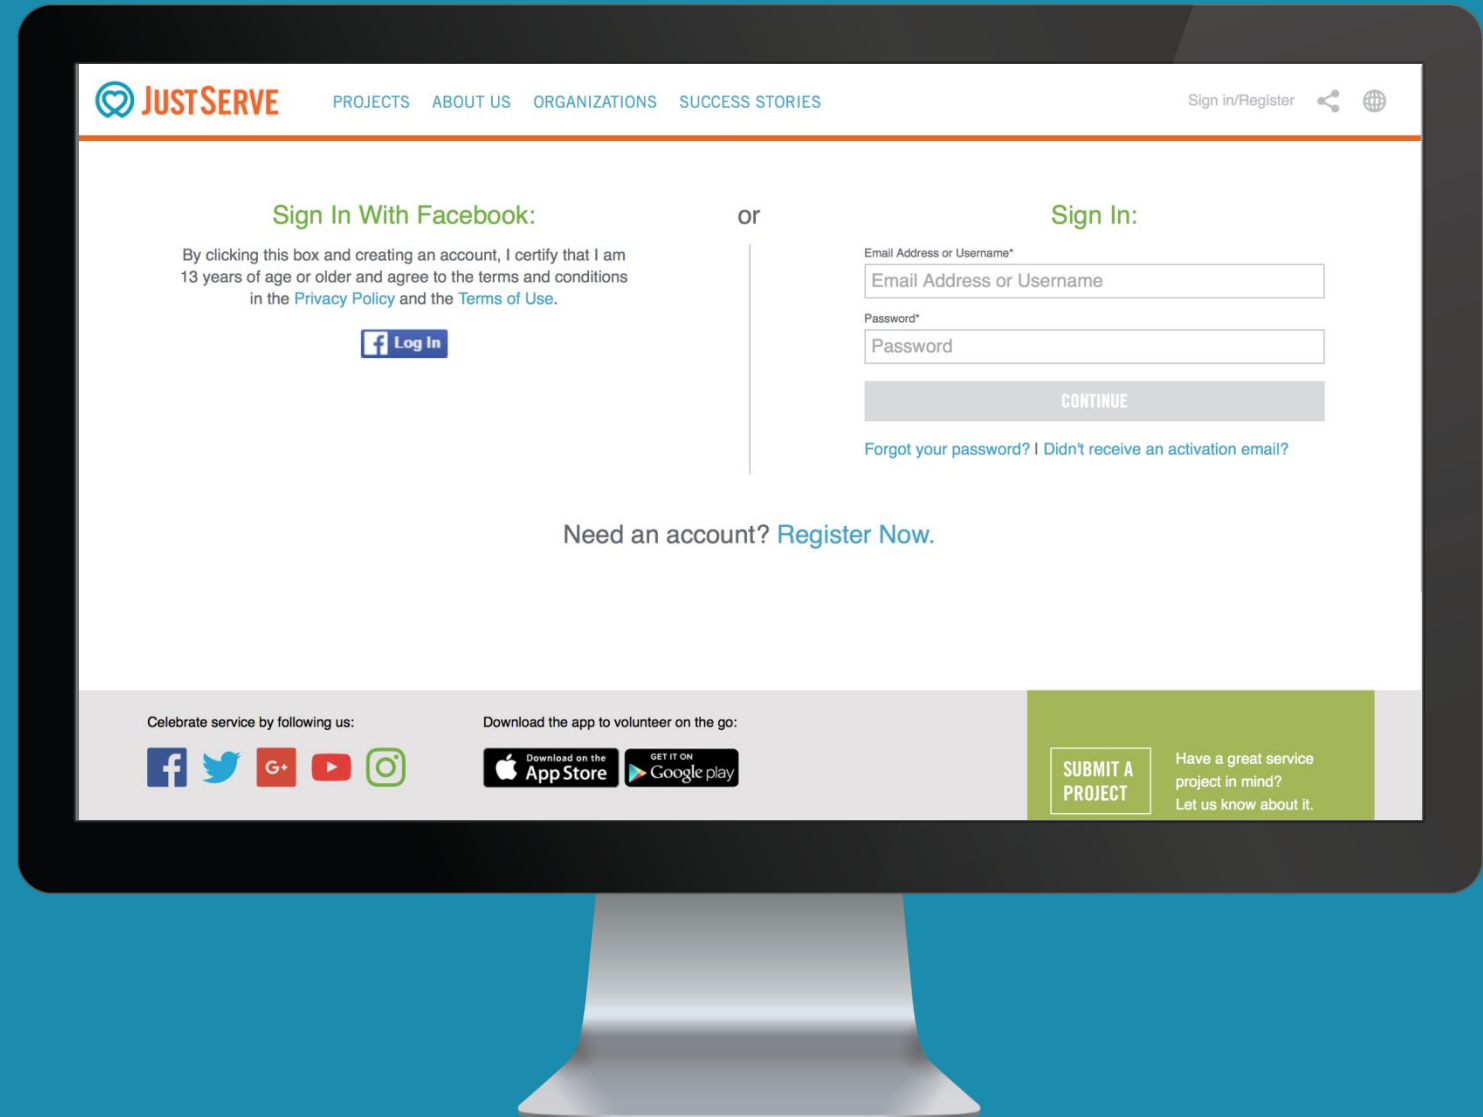 JUSTSERVE
PROJECTS ABOUT US ORGANIZATIONS SUCCESS STORIES
Sign in/Register
Sign In With Facebook:
By clicking this box and creating an account, I certify that I am
13 years of age or older and agree to the terms and conditions
in the Privacy Policy and the Terms of Use.
f Log In
or
Sign In:
Email Address or Username*
Email Address or Username
Password*
Password
CONTINUE
Forgot your password? | Didn't receive an activation email?
Need an account? Register Now.
Celebrate service by following us:
f G+
Download the app to volunteer on the go:
Download on the
App Store
GET IT ON
Google play
SUBMIT A
PROJECT
Have a great service
project in mind?
Let us know about it.